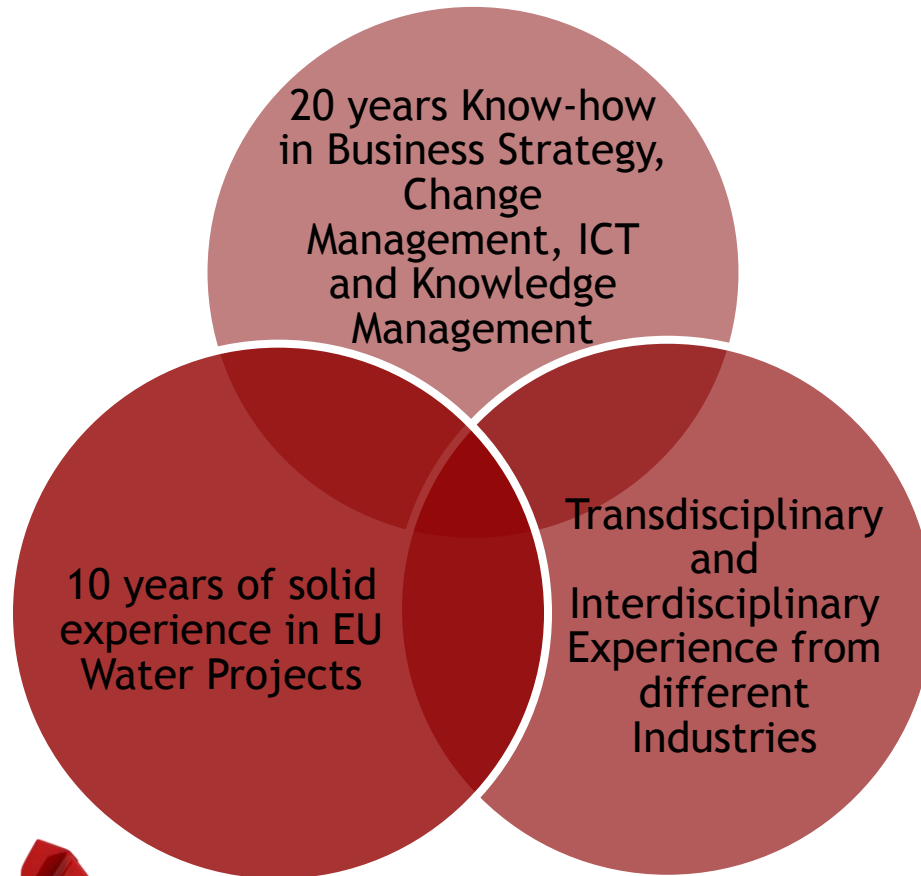 20 years Know-how
in Business Strategy,
Change
Management, ICT
and Knowledge
Management
10 years of solid
experience in EU
Water Projects
Transdisciplinary
and
Interdisciplinary
Experience from
different
Industries